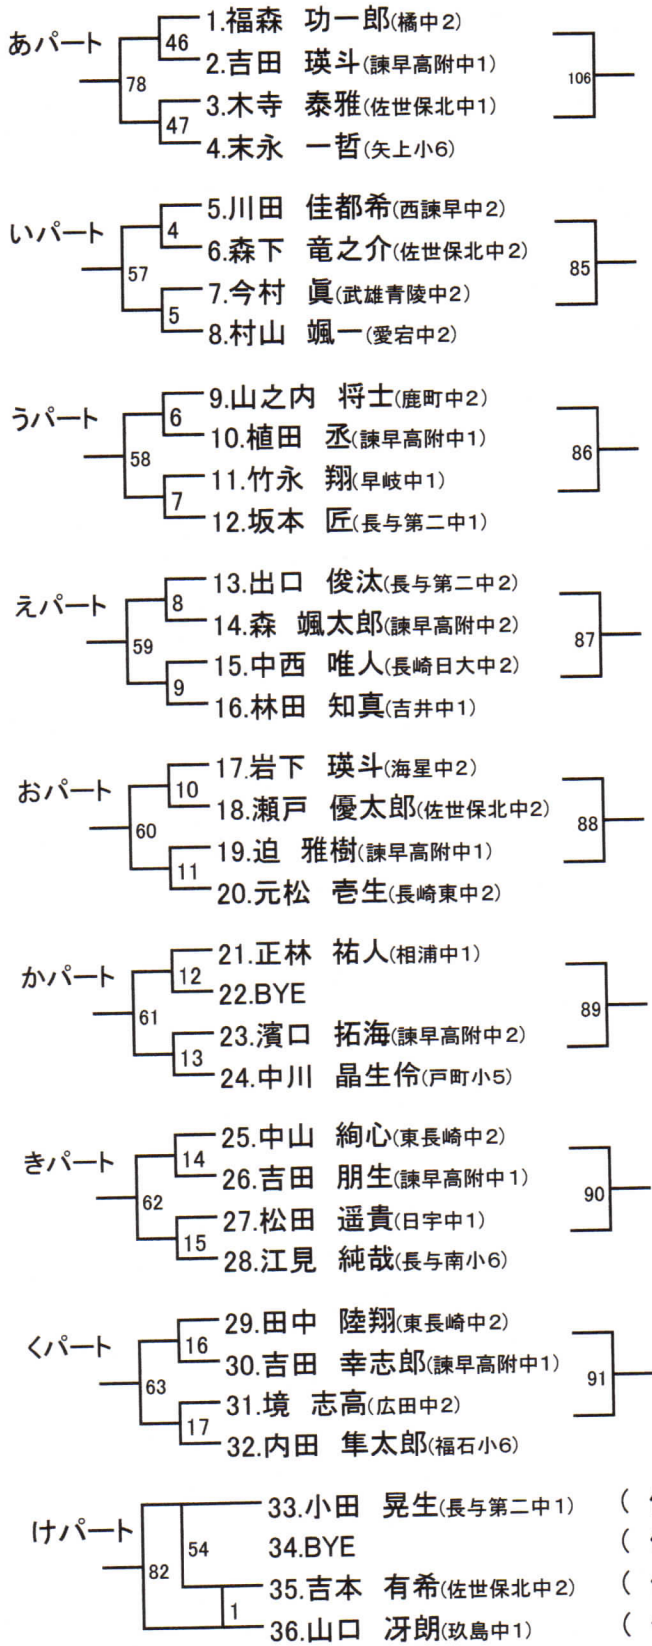 あパート
1.福森 功一郎(橘中2)
46
2.吉田 瑛斗(諫早高附中1)
78
106
3.木寺 泰雅(佐世保北中1)
47
4.末永 一哲(矢上小6)
いパート
5.川田 佳都希(西諫早中2)
4
6.森下 竜之介(佐世保北中2)
57
85
7.今村 眞(武雄青陵中2)
5
8.村山 颯一(愛宕中2)
うパート
9.山之内 将士(鹿町中2)
6
10.植田 丞(諫早高附中1)
58
86
11.竹永 翔(早岐中1)
7
12.坂本 匠(長与第二中1)
えパート
13.出口 俊汰(長与第二中2)
8
14.森 颯太郎(諫早高附中2)
59
87
15.中西 唯人(長崎日大中2)
9
16.林田 知真(吉井中1)
おパート
17.岩下 瑛斗(海星中2)
10
18.瀬戸 優太郎(佐世保北中2)
60
88
19.迫 雅樹(諫早高附中1)
11
20.元松 壱生(長崎東中2)
かパート
21.正林 祐人(相浦中1)
12
22.BYE
61
89
23.濱口 拓海(諫早高附中2)
13
24.中川 晶生伶(戸町小5)
きパート
25.中山 絢心(東長崎中2)
14
26.吉田 朋生(諫早高附中1)
62
90
27.松田 遥貴(日宇中1)
15
28.江見 純哉(長与南小6)
くパート
29.田中 陸翔(東長崎中2)
16
30.吉田 幸志郎(諫早高附中1)
63
91
31.境 志高(広田中2)
17
32.内田 隼太郎(福石小6)
けパート
33.小田 晃生(長与第二中1) (
54
34.BYE (
82
35.吉本 有希(佐世保北中2) (
1
36.山口 冴朗(玖島中1) (